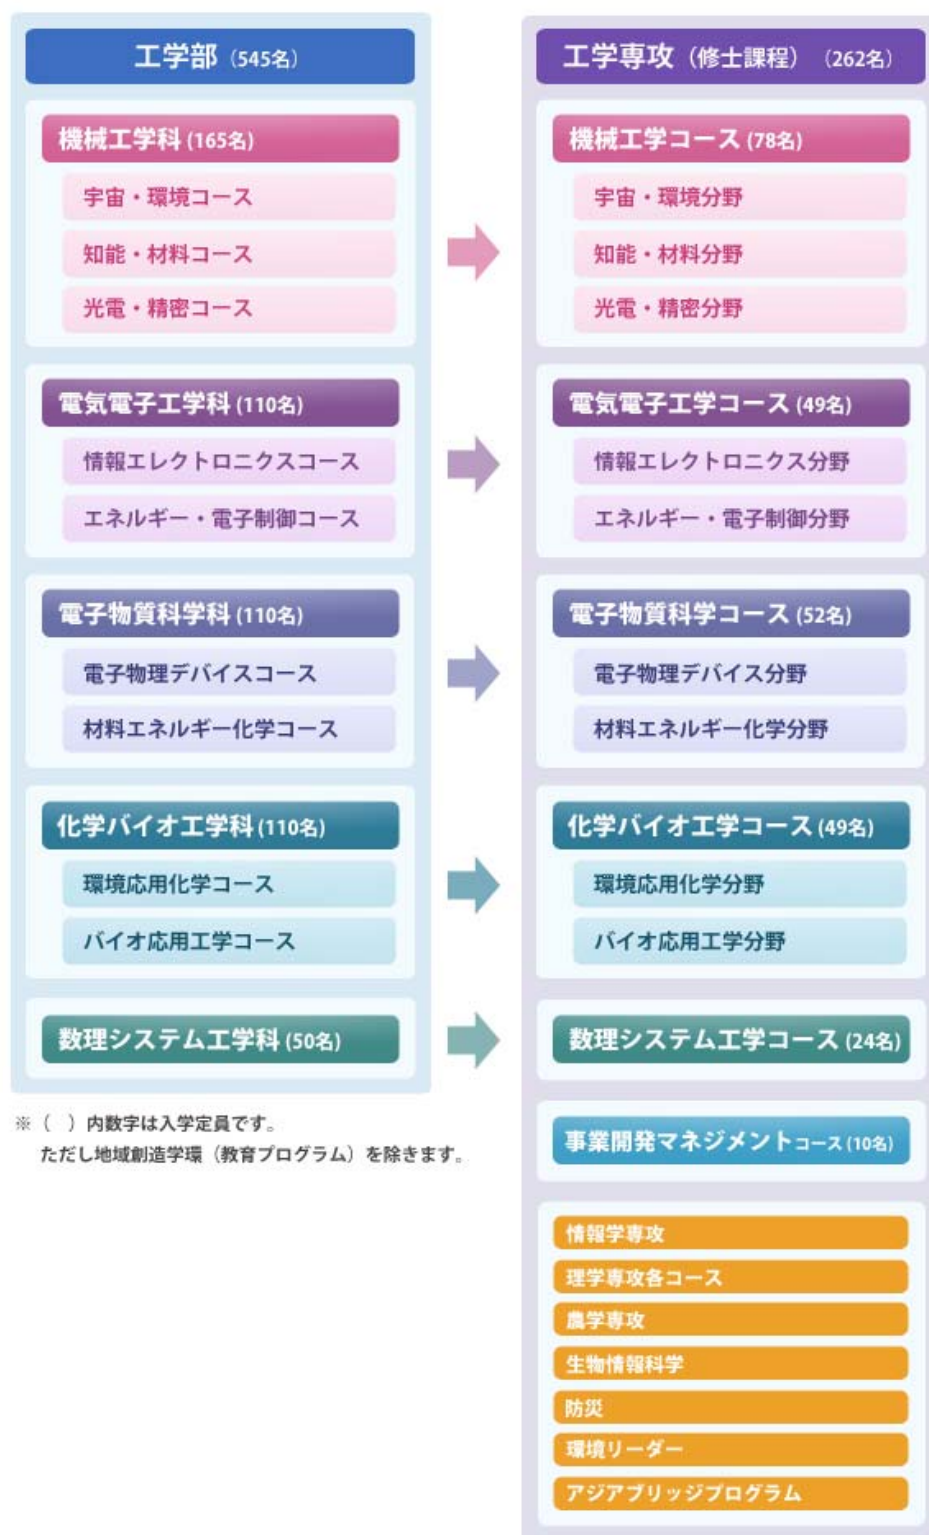 工学部（545名）
機械工学科 (165名)
宇宙・環境コース
知能・材料コース
光電・精密コース
電気電子工学科 (110名)
情報エレクトロニクスコース
エネルギー・電子制御コース
電子物質科学科 (110名)
電子物理デバイスコース
材料エネルギー化学コース
化学バイオ工学科 (110名)
環境応用化学コース
バイオ応用工学コース
数理システム工学科 (50名)
※（　）内数字は入学定員です。
ただし地域創造学環（教育プログラム）を除きます。
工学専攻（修士課程）（262名）
機械工学コース (78名)
宇宙・環境分野
知能・材料分野
光電・精密分野
電気電子工学コース (49名)
情報エレクトロニクス分野
エネルギー・電子制御分野
電子物質科学コース (52名)
電子物理デバイス分野
材料エネルギー化学分野
化学バイオ工学コース (49名)
環境応用化学分野
バイオ応用工学分野
数理システム工学コース (24名)
事業開発マネジメントコース (10名)
情報学専攻
理学専攻各コース
農学専攻
生物情報科学
防災
環境リーダー
アジアブリッジプログラム